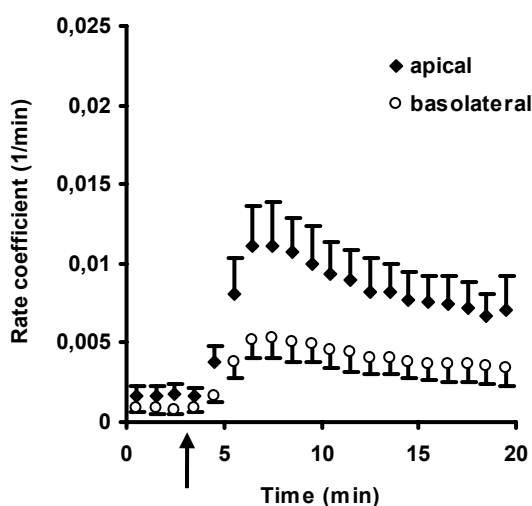 0,025
0,02
0,015
0,01
0,005
0
Rate coefficient (1/min)
apical
basolateral
0 5 10 15 20
Time (min)